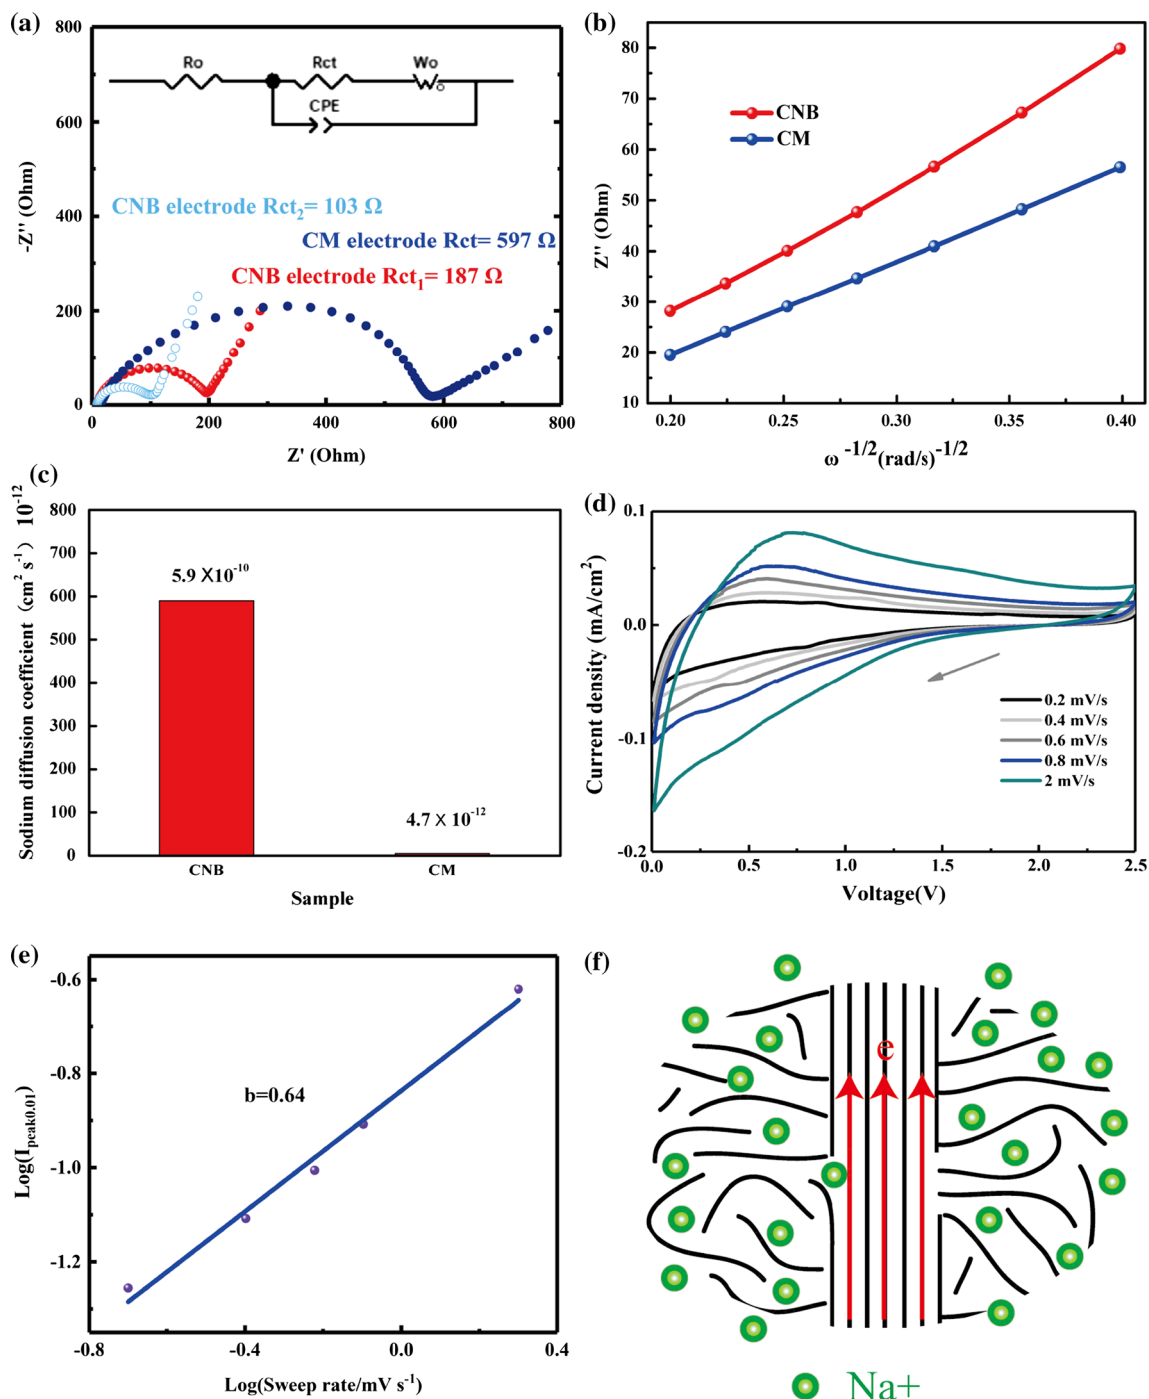 (a)
800
600
400
200
0
-Z'' (Ohm)
Ro
Rct
Wo
CPE
CNB electrode Rct2= 103 Ω
CM electrode Rct= 597 Ω
CNB electrode Rct1= 187 Ω
0
200
400
600
800
Z' (Ohm)
(b)
80
70
60
50
40
30
20
10
Z'' (Ohm)
CNB
CM
0.20
0.25
0.30
0.35
0.40
ω -1/2(rad/s)-1/2
(c)
Sodium diffusion coefficient (cm2 s-1) 10-12
800
700
600
500
400
300
200
100
0
5.9 X10-10
4.7 X 10-12
CNB
CM
Sample
(d)
0.1
0.0
-0.1
-0.2
Current density (mA/cm2)
0.2 mV/s
0.4 mV/s
0.6 mV/s
0.8 mV/s
2 mV/s
0.0
0.5
1.0
1.5
2.0
2.5
Voltage(V)
(e)
-0.6
-0.8
-1.0
-1.2
Log(Ipeak0.01)
b=0.64
-0.8
-0.4
0.0
0.4
Log(Sweep rate/mV s-1)
(f)
e
Na+